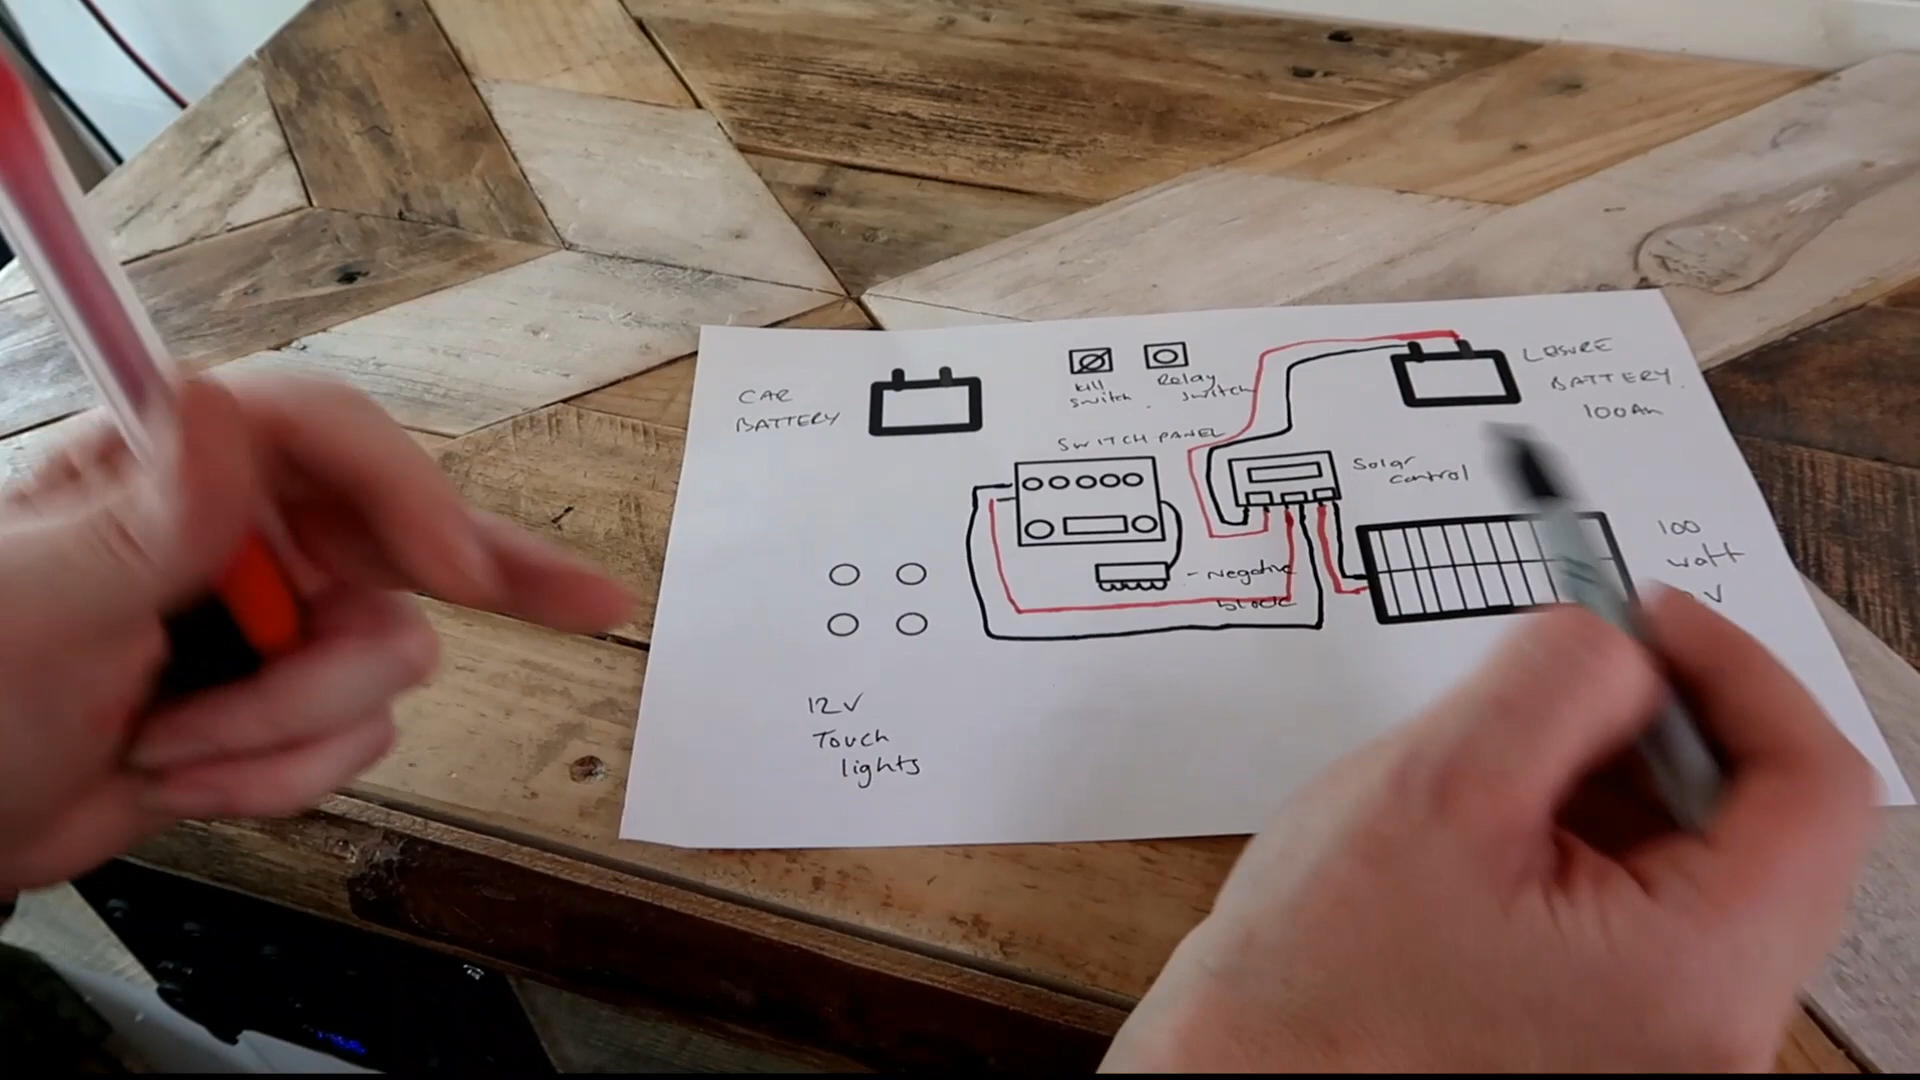 CAR
BATTERY
kill
switch
Relay
switch
LESURE
BATTERY.
100Ah
SWITCH PANEL
Solar
control
- Negative
block
100
watt
V
12V
Touch
lights